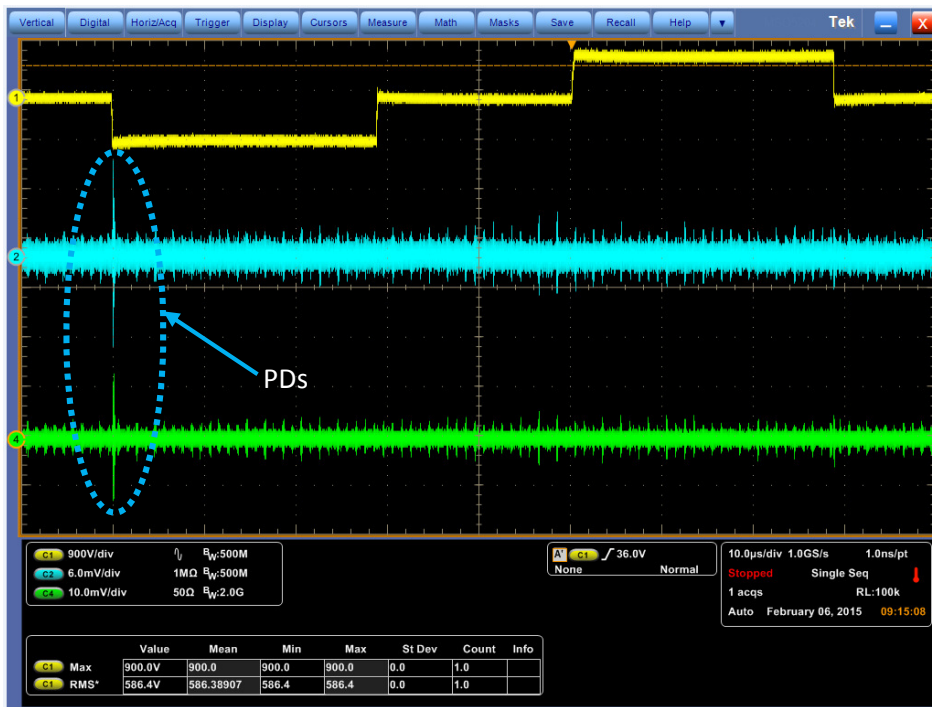 Vertical Digital Horiz/Acq Trigger Display Cursors Measure Math Masks Save Recall Help Tek X
1
2
PDs
4
C1 900V/div BW:500M
C2 6.0mV/div 1MΩ BW:500M
C4 10.0mV/div 50Ω BW:2.0G
A' C1 36.0V
None Normal
10.0µs/div 1.0GS/s 1.0ns/pt
Stopped Single Seq
1 acqs RL:100k
Auto February 06, 2015 09:15:08
Value Mean Min Max St Dev Count Info
C1 Max 900.0V 900.0 900.0 900.0 0.0 1.0
C1 RMS* 586.4V 586.38907 586.4 586.4 0.0 1.0